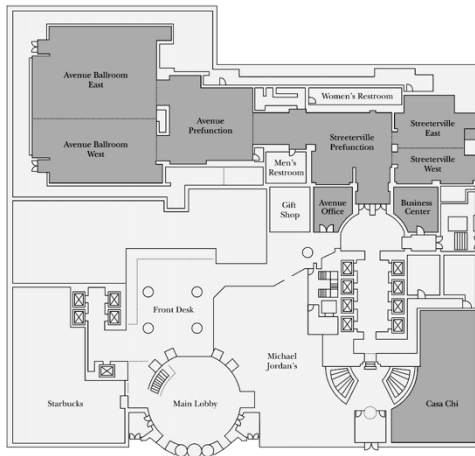 Avenue Ballroom
East
Avenue Ballroom
West
Avenue
Prefunction
Women's Restroom
Streeterville
Prefunction
Streeterville
East
Streeterville
West
Men's
Restroom
Gift
Shop
Avenue
Office
Business
Center
Front Desk
Michael
Jordan's
Starbucks
Main Lobby
Casa Chi